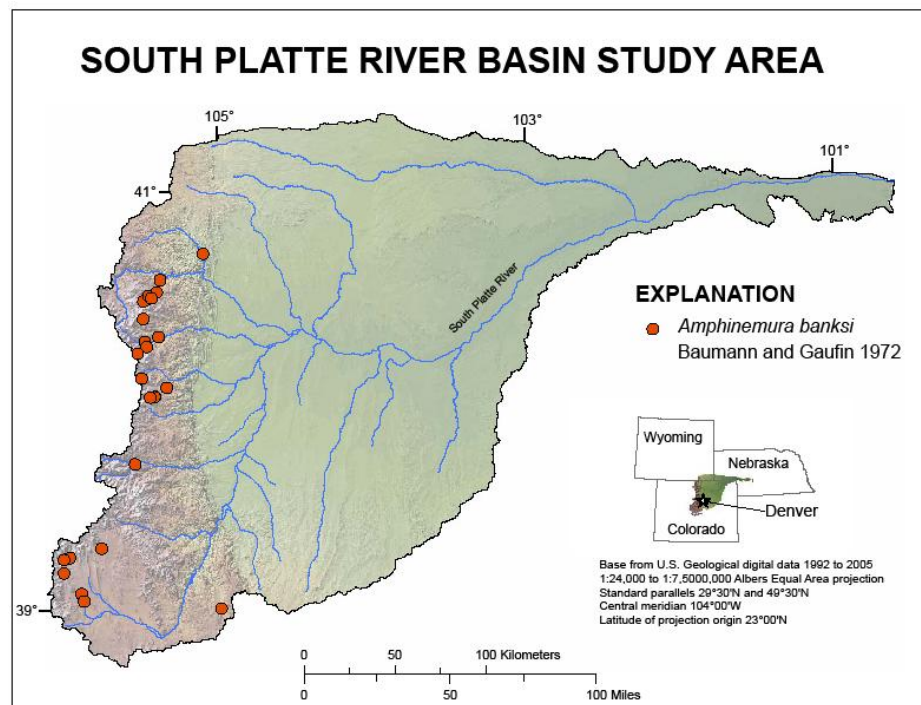 SOUTH PLATTE RIVER BASIN STUDY AREA
105°
103°
101°
41°
South Platte River
EXPLANATION
Amphinemura banksi
Baumann and Gaufin 1972
Wyoming
Nebraska
Denver
Colorado
39°
Base from U.S. Geological digital data 1992 to 2005
1:24,000 to 1:7,5000,000 Albers Equal Area projection
Standard parallels 29°30'N and 49°30'N
Central meridian 104°00'W
Latitude of projection origin 23°00'N
0 50 100 Kilometers
0 50 100 Miles